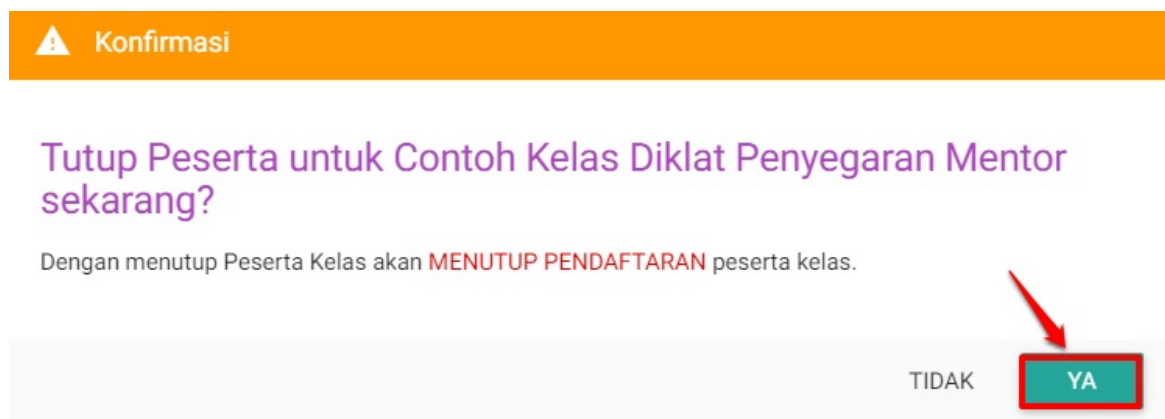 Konfirmasi
Tutup Peserta untuk Contoh Kelas Diklat Penyegaran Mentor
sekarang?
Dengan menutup Peserta Kelas akan MENUTUP PENDAFTARAN peserta kelas.
TIDAK YA